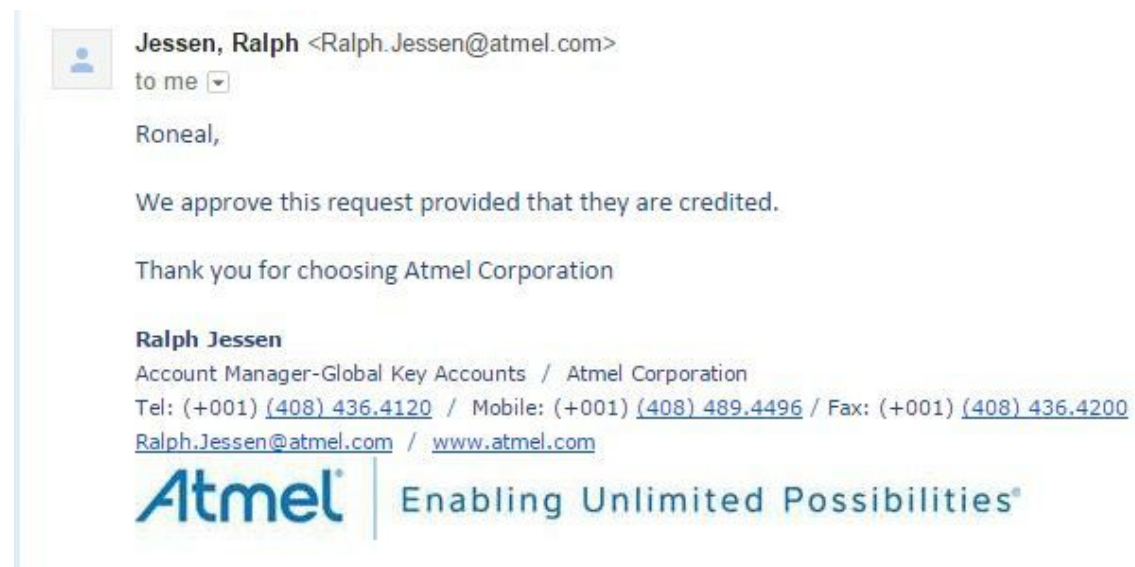 Jessen, Ralph <Ralph.Jessen@atmel.com>
to me
Roneal,
We approve this request provided that they are credited.
Thank you for choosing Atmel Corporation
Ralph Jessen
Account Manager-Global Key Accounts / Atmel Corporation
Tel: (+001) (408) 436.4120 / Mobile: (+001) (408) 489.4496 / Fax: (+001) (408) 436.4200
Ralph.Jessen@atmel.com / www.atmel.com
Atmel® Enabling Unlimited Possibilities®